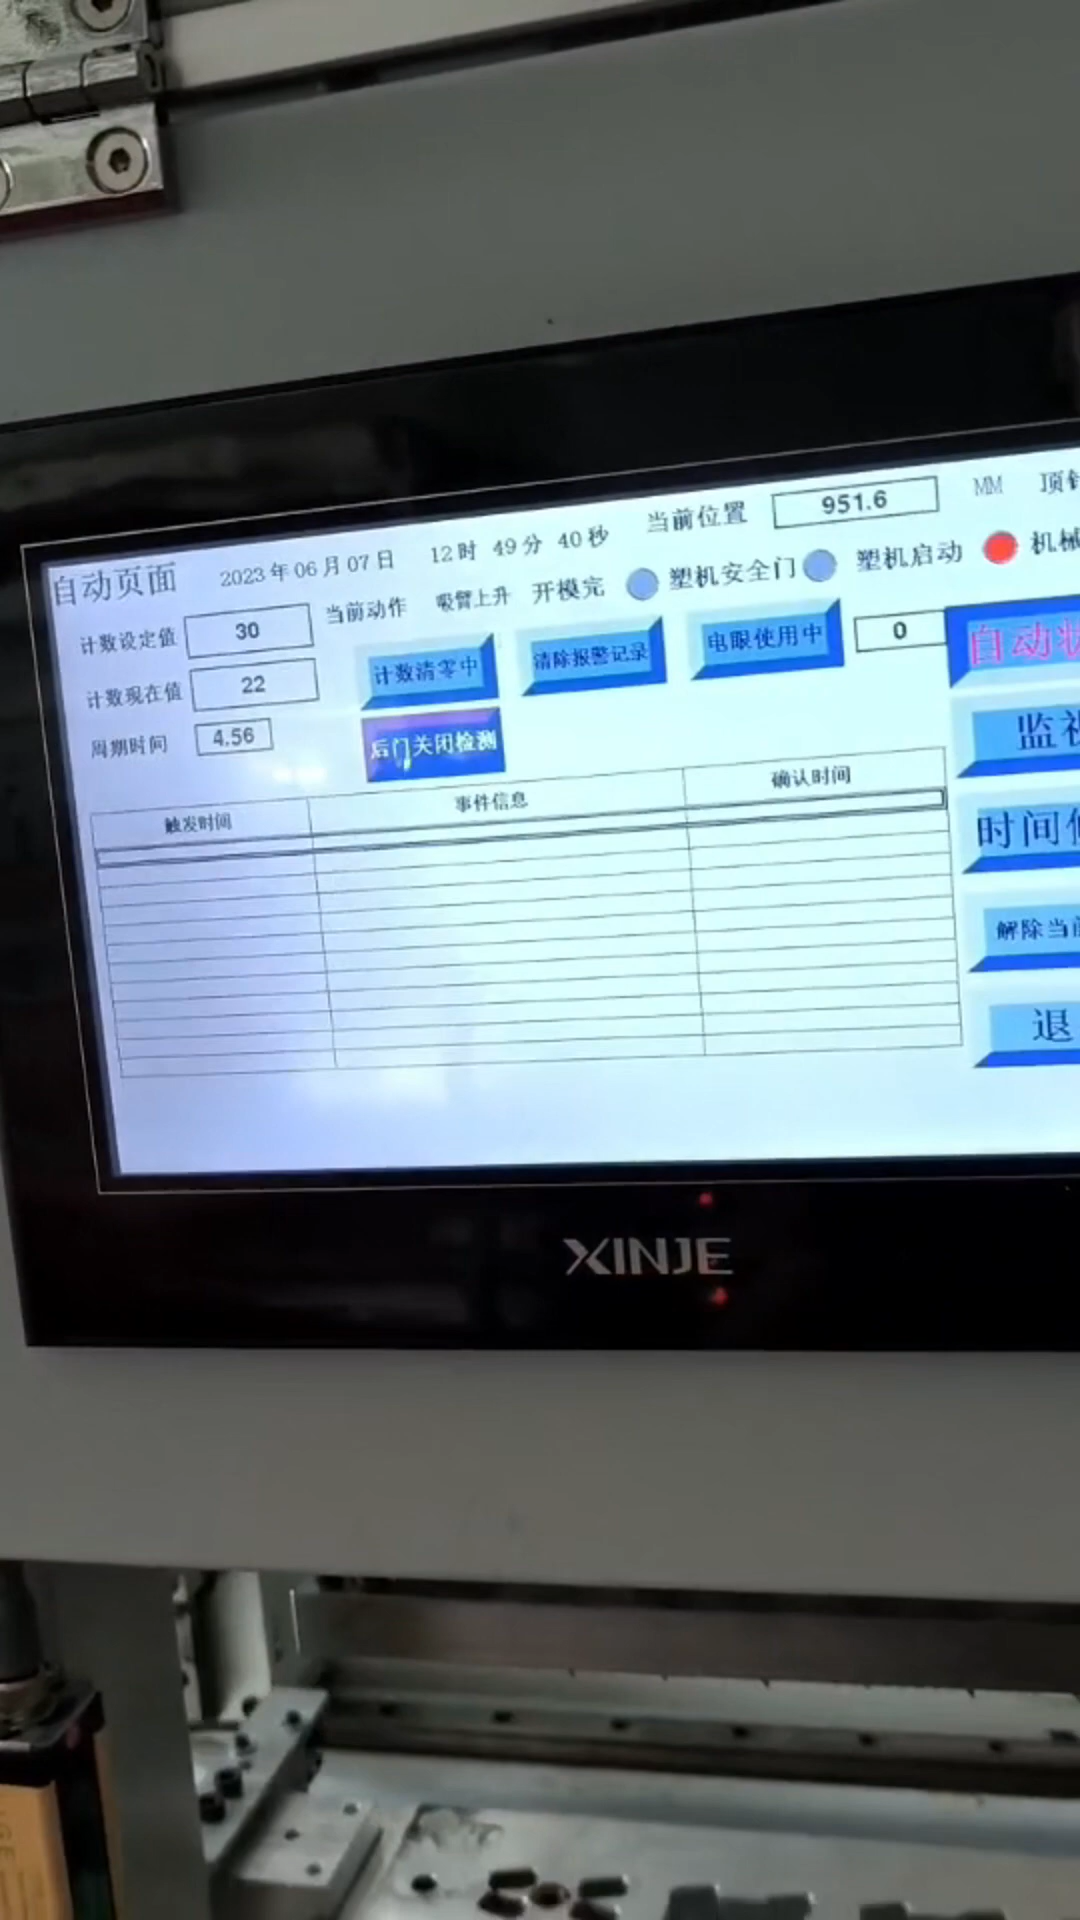 当前位置 951.6 MM 顶针
自动页面 2023年06月07日 12时 49分 40秒
当前动作 吸臂上升 开模完 塑机安全门 塑机启动 机械
计数设定值 30
计数清零中 清除报警记录 电眼使用中 0 自动状
计数现在值 22
周期时间 4.56 后门关闭检测 监视
触发时间 事件信息 确认时间
时间
解除当前
退
XINJE